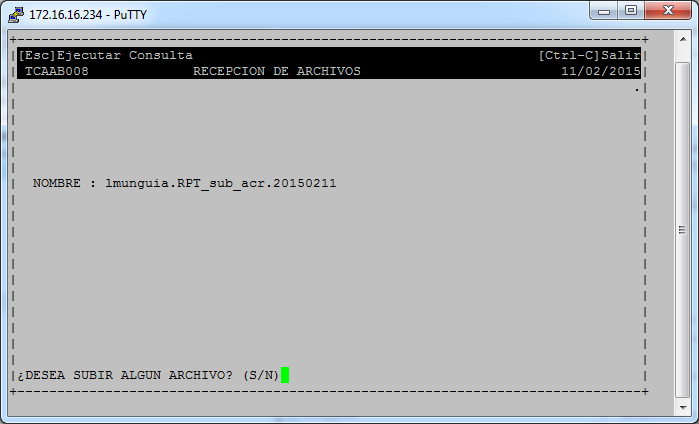 172.16.16.234 - PuTTY
[Esc]Ejecutar Consulta [Ctrl-C]Salir
TCAAB008 RECEPCION DE ARCHIVOS 11/02/2015
.
NOMBRE : lmunguia.RPT_sub_acr.20150211
¿DESEA SUBIR ALGUN ARCHIVO? (S/N)